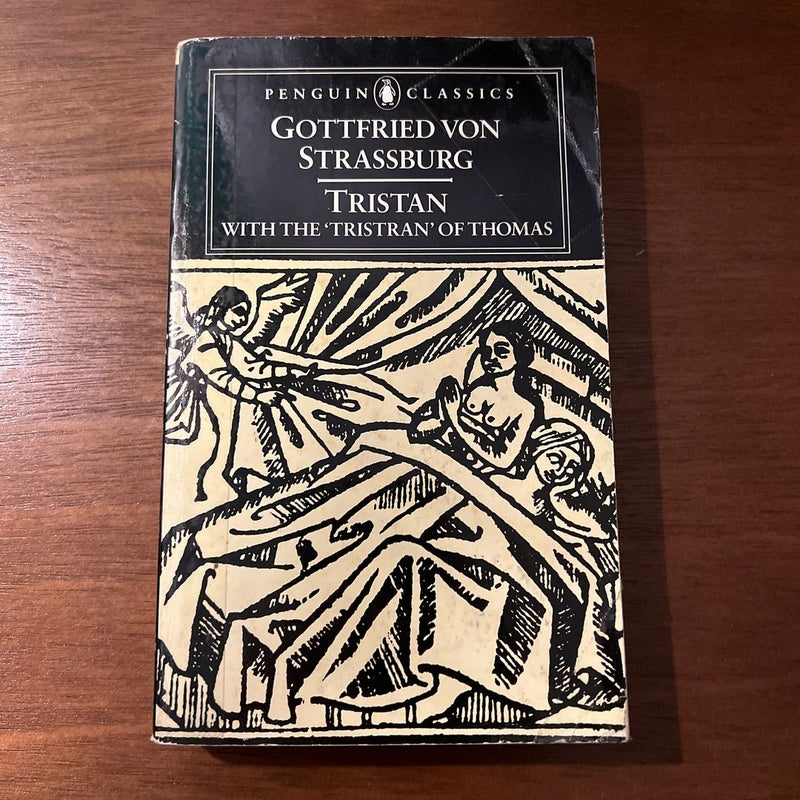 PENGUIN CLASSICS
GOTTFRIED VON
STRASSBURG
TRISTAN
WITH THE ‘TRISTRAN’ OF THOMAS